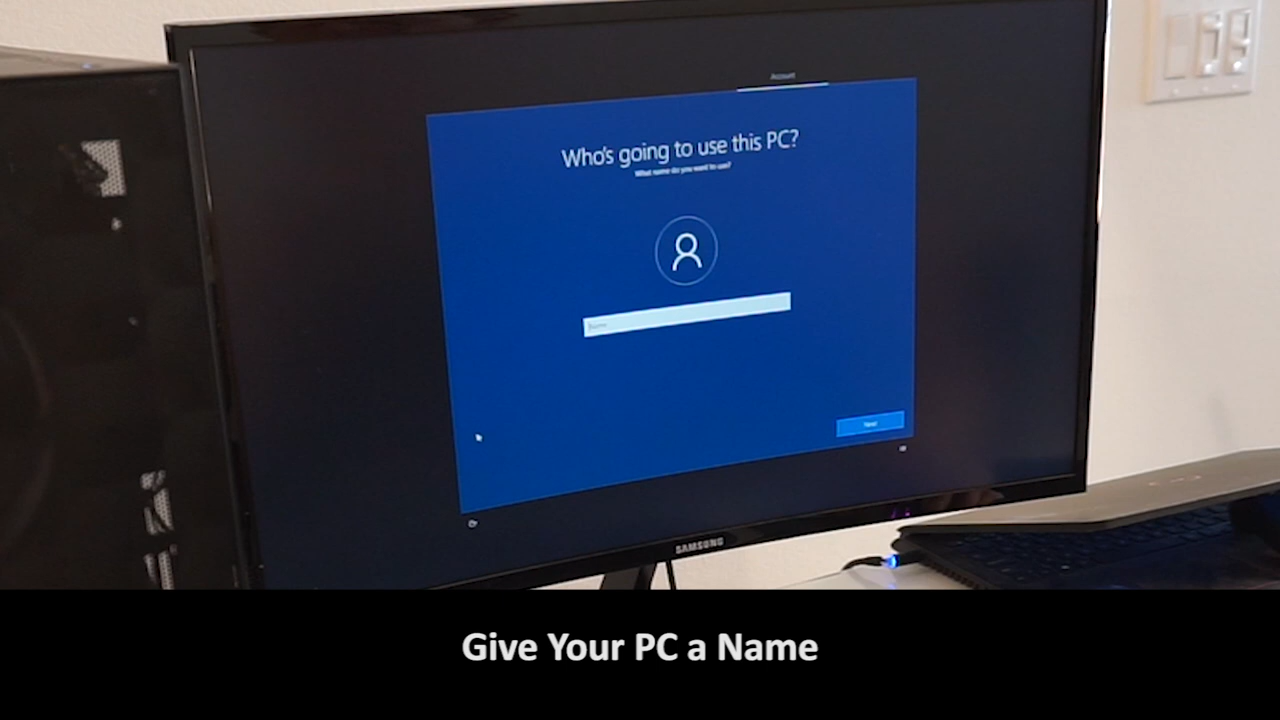 Account
Who's going to use this PC?
What name do you want to use?
Name
Next
SAMSUNG
Give Your PC a Name